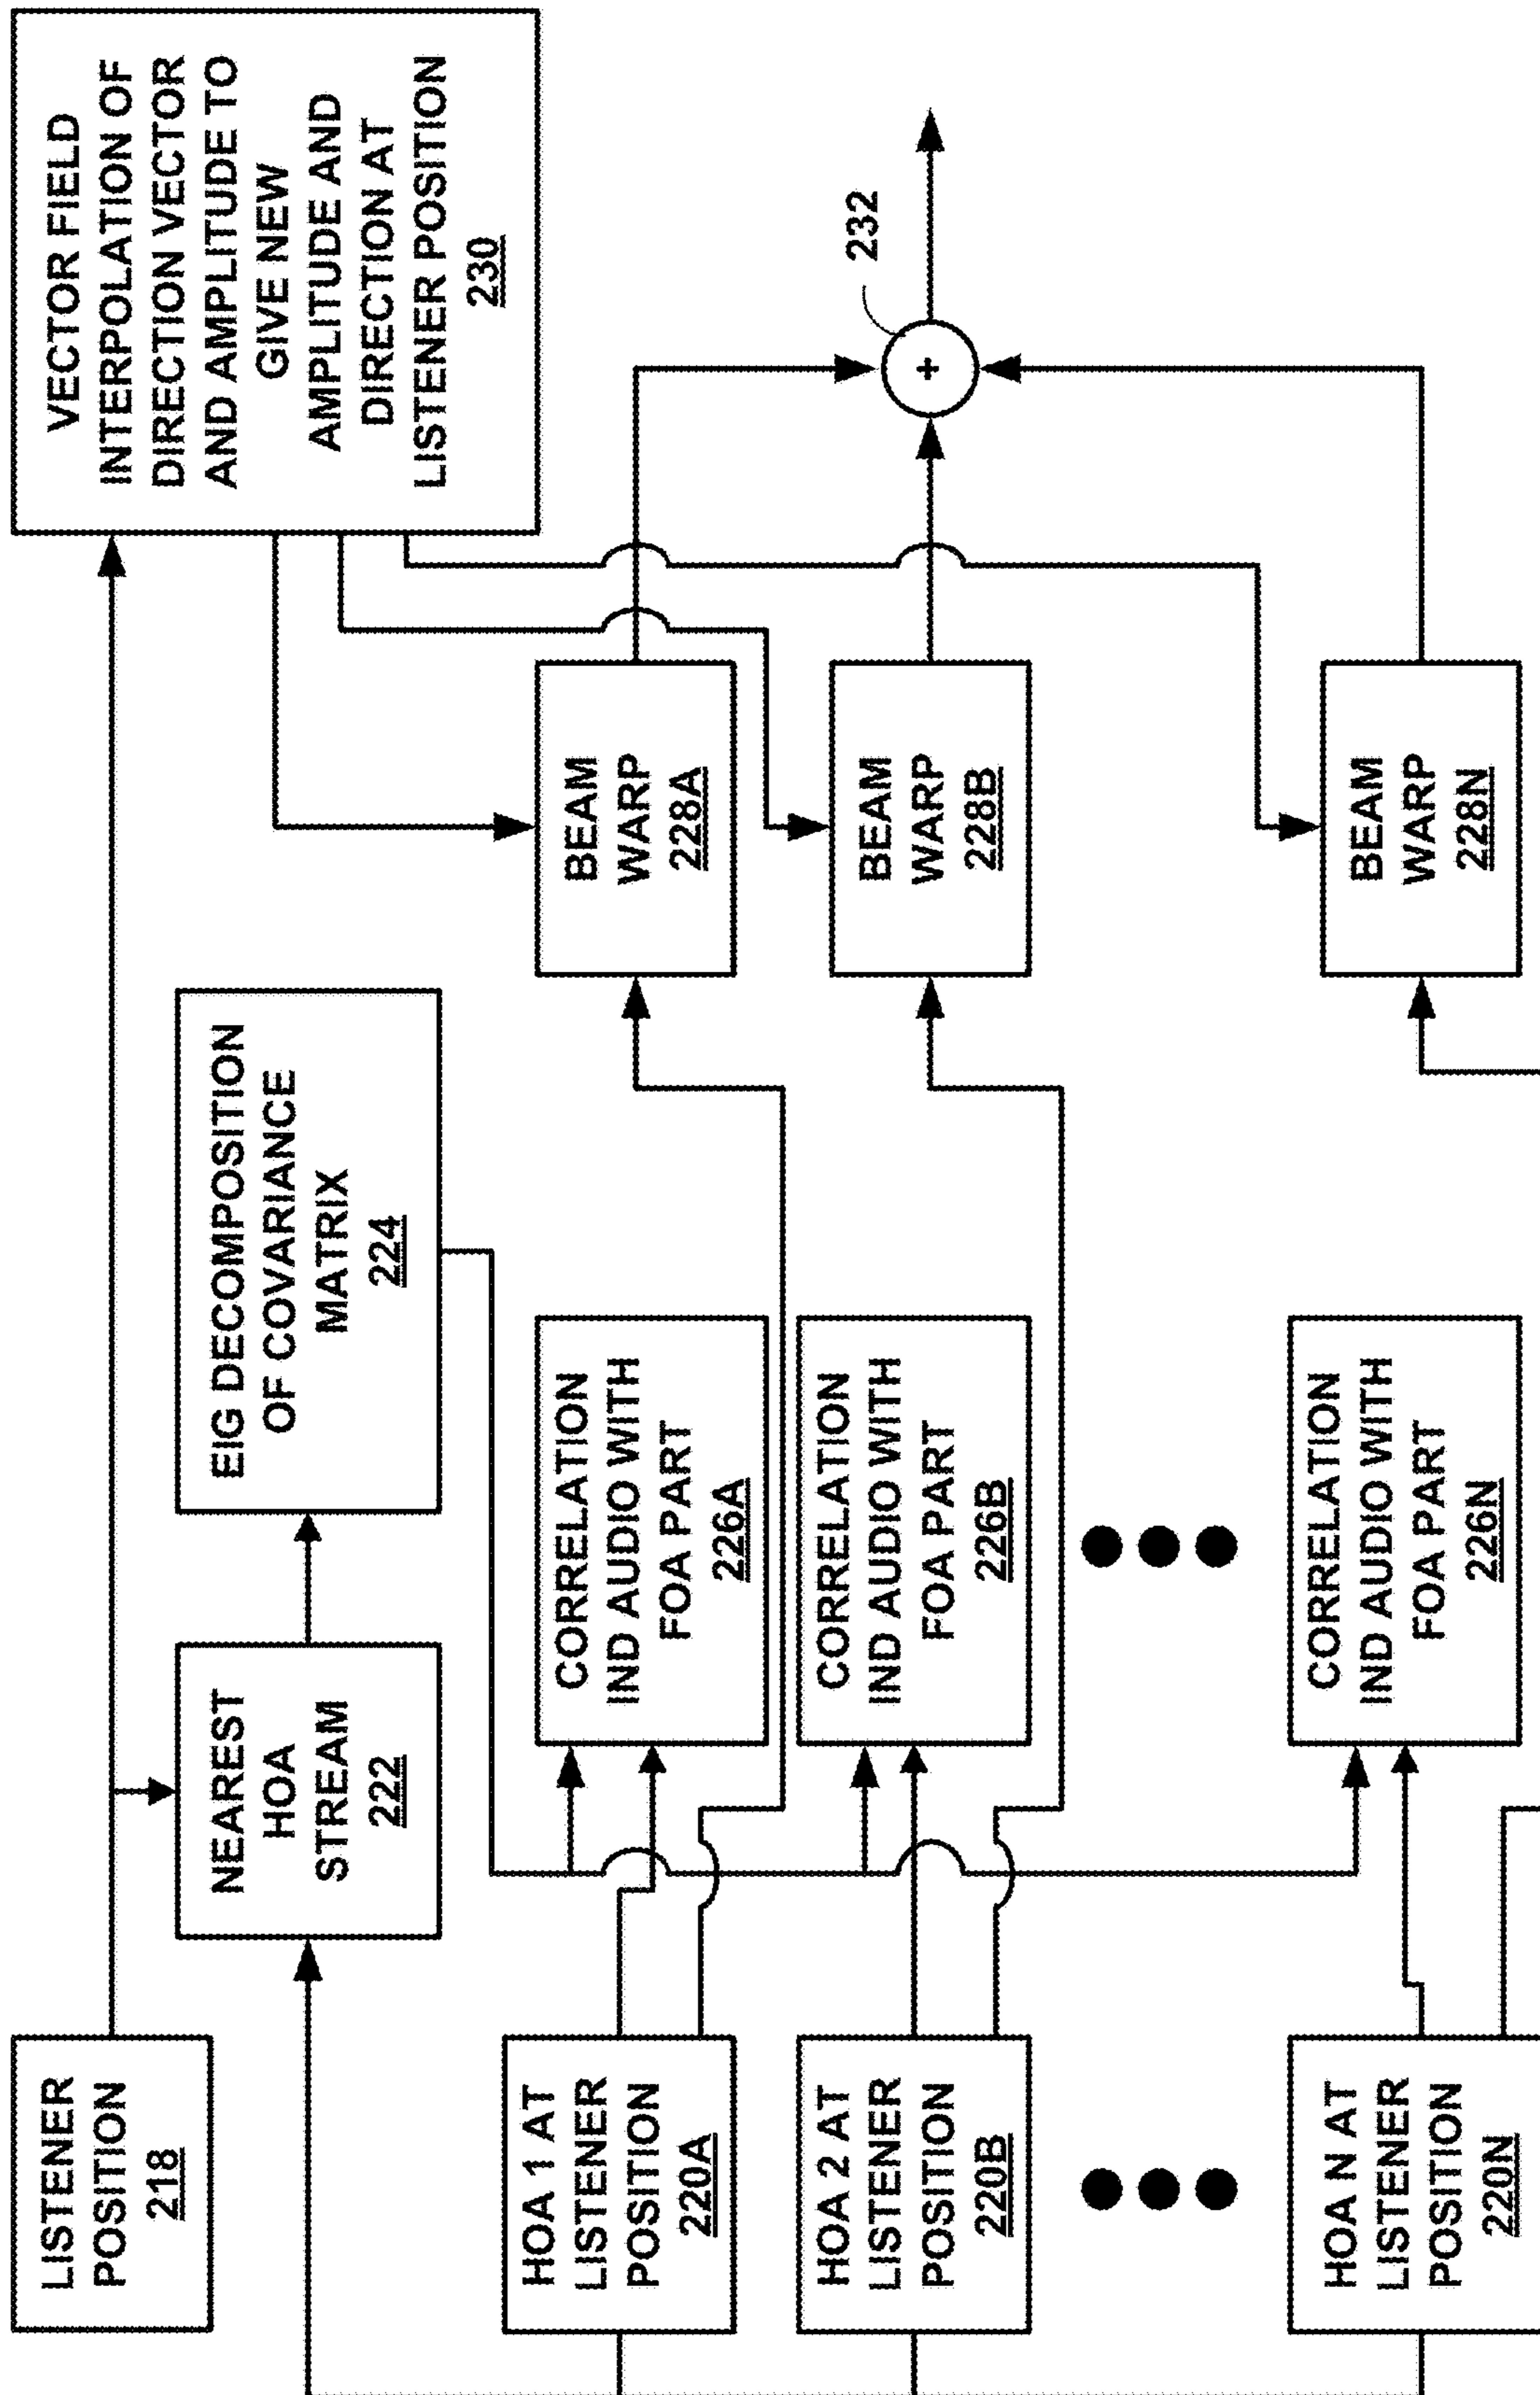 LISTENER
POSITION
218
NEAREST
HOA
STREAM
222
EIG DECOMPOSITION
OF COVARIANCE
MATRIX
224
VECTOR FIELD
INTERPOLATION OF
DIRECTION VECTOR
AND AMPLITUDE TO
GIVE NEW
AMPLITUDE AND
DIRECTION AT
LISTENER POSITION
230
HOA 1 AT
LISTENER
POSITION
220A
CORRELATION
IND AUDIO WITH
FOA PART
226A
BEAM
WARP
228A
HOA 2 AT
LISTENER
POSITION
220B
CORRELATION
IND AUDIO WITH
FOA PART
226B
BEAM
WARP
228B
+
232
HOA N AT
LISTENER
POSITION
220N
CORRELATION
IND AUDIO WITH
FOA PART
226N
BEAM
WARP
228N